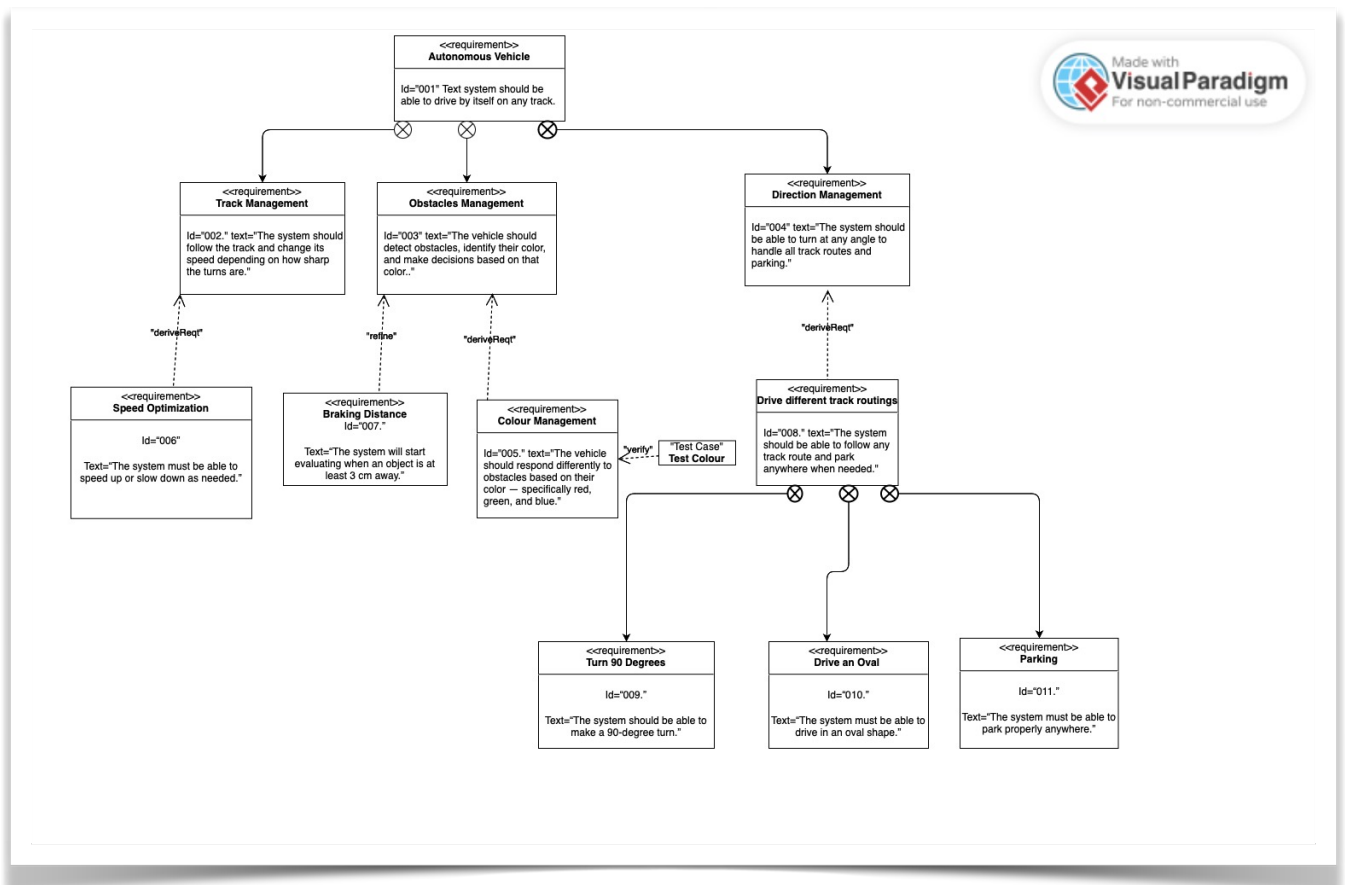 <<requirement>>
Autonomous Vehicle
Id="001" Text system should be
able to drive by itself on any track.
Made with
Visual Paradigm
For non-commercial use
<<requirement>>
Track Management
Id="002." text="The system should
follow the track and change its
speed depending on how sharp
the turns are."
<<requirement>>
Obstacles Management
Id="003" text="The vehicle should
detect obstacles, identify their color,
and make decisions based on that
color.."
<<requirement>>
Direction Management
Id="004" text="The system should
be able to turn at any angle to
handle all track routes and
parking."
"deriveReqt"
"refine"
"deriveReqt"
"deriveReqt"
<<requirement>>
Speed Optimization
Id="006"
Text="The system must be able to
speed up or slow down as needed."
<<requirement>>
Braking Distance
Id="007."
Text="The system will start
evaluating when an object is at
least 3 cm away."
<<requirement>>
Colour Management
Id="005." text="The vehicle
should respond differently to
obstacles based on their
color — specifically red,
green, and blue."
"verify"
"Test Case"
Test Colour
<<requirement>>
Drive different track routings
Id="008." text="The system
should be able to follow any
track route and park
anywhere when needed."
<<requirement>>
Turn 90 Degrees
Id="009."
Text="The system should be able to
make a 90-degree turn."
<<requirement>>
Drive an Oval
Id="010."
Text="The system must be able to
drive in an oval shape."
<<requirement>>
Parking
Id="011."
Text="The system must be able to
park properly anywhere."